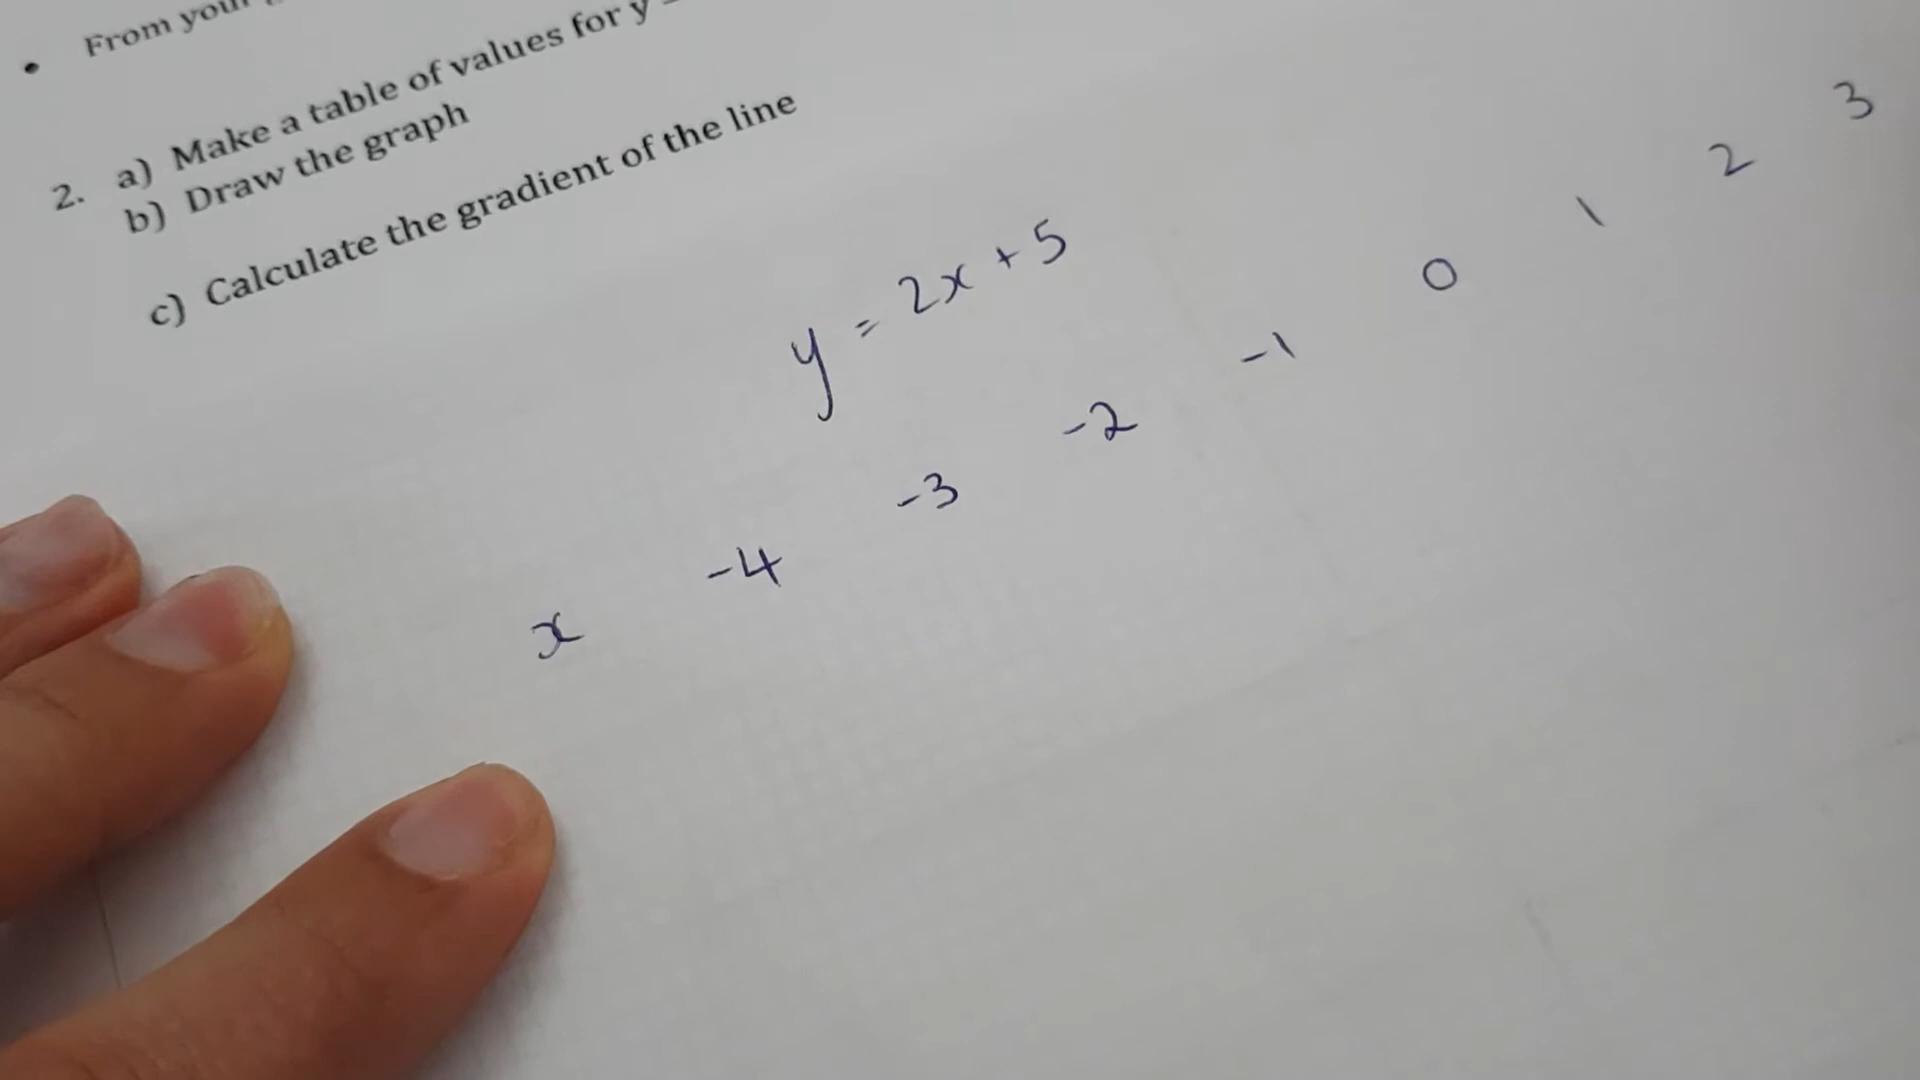 • From your
2. a) Make a table of values for y
b) Draw the graph
c) Calculate the gradient of the line
y = 2x + 5
x -4 -3 -2 -1 0 1 2 3